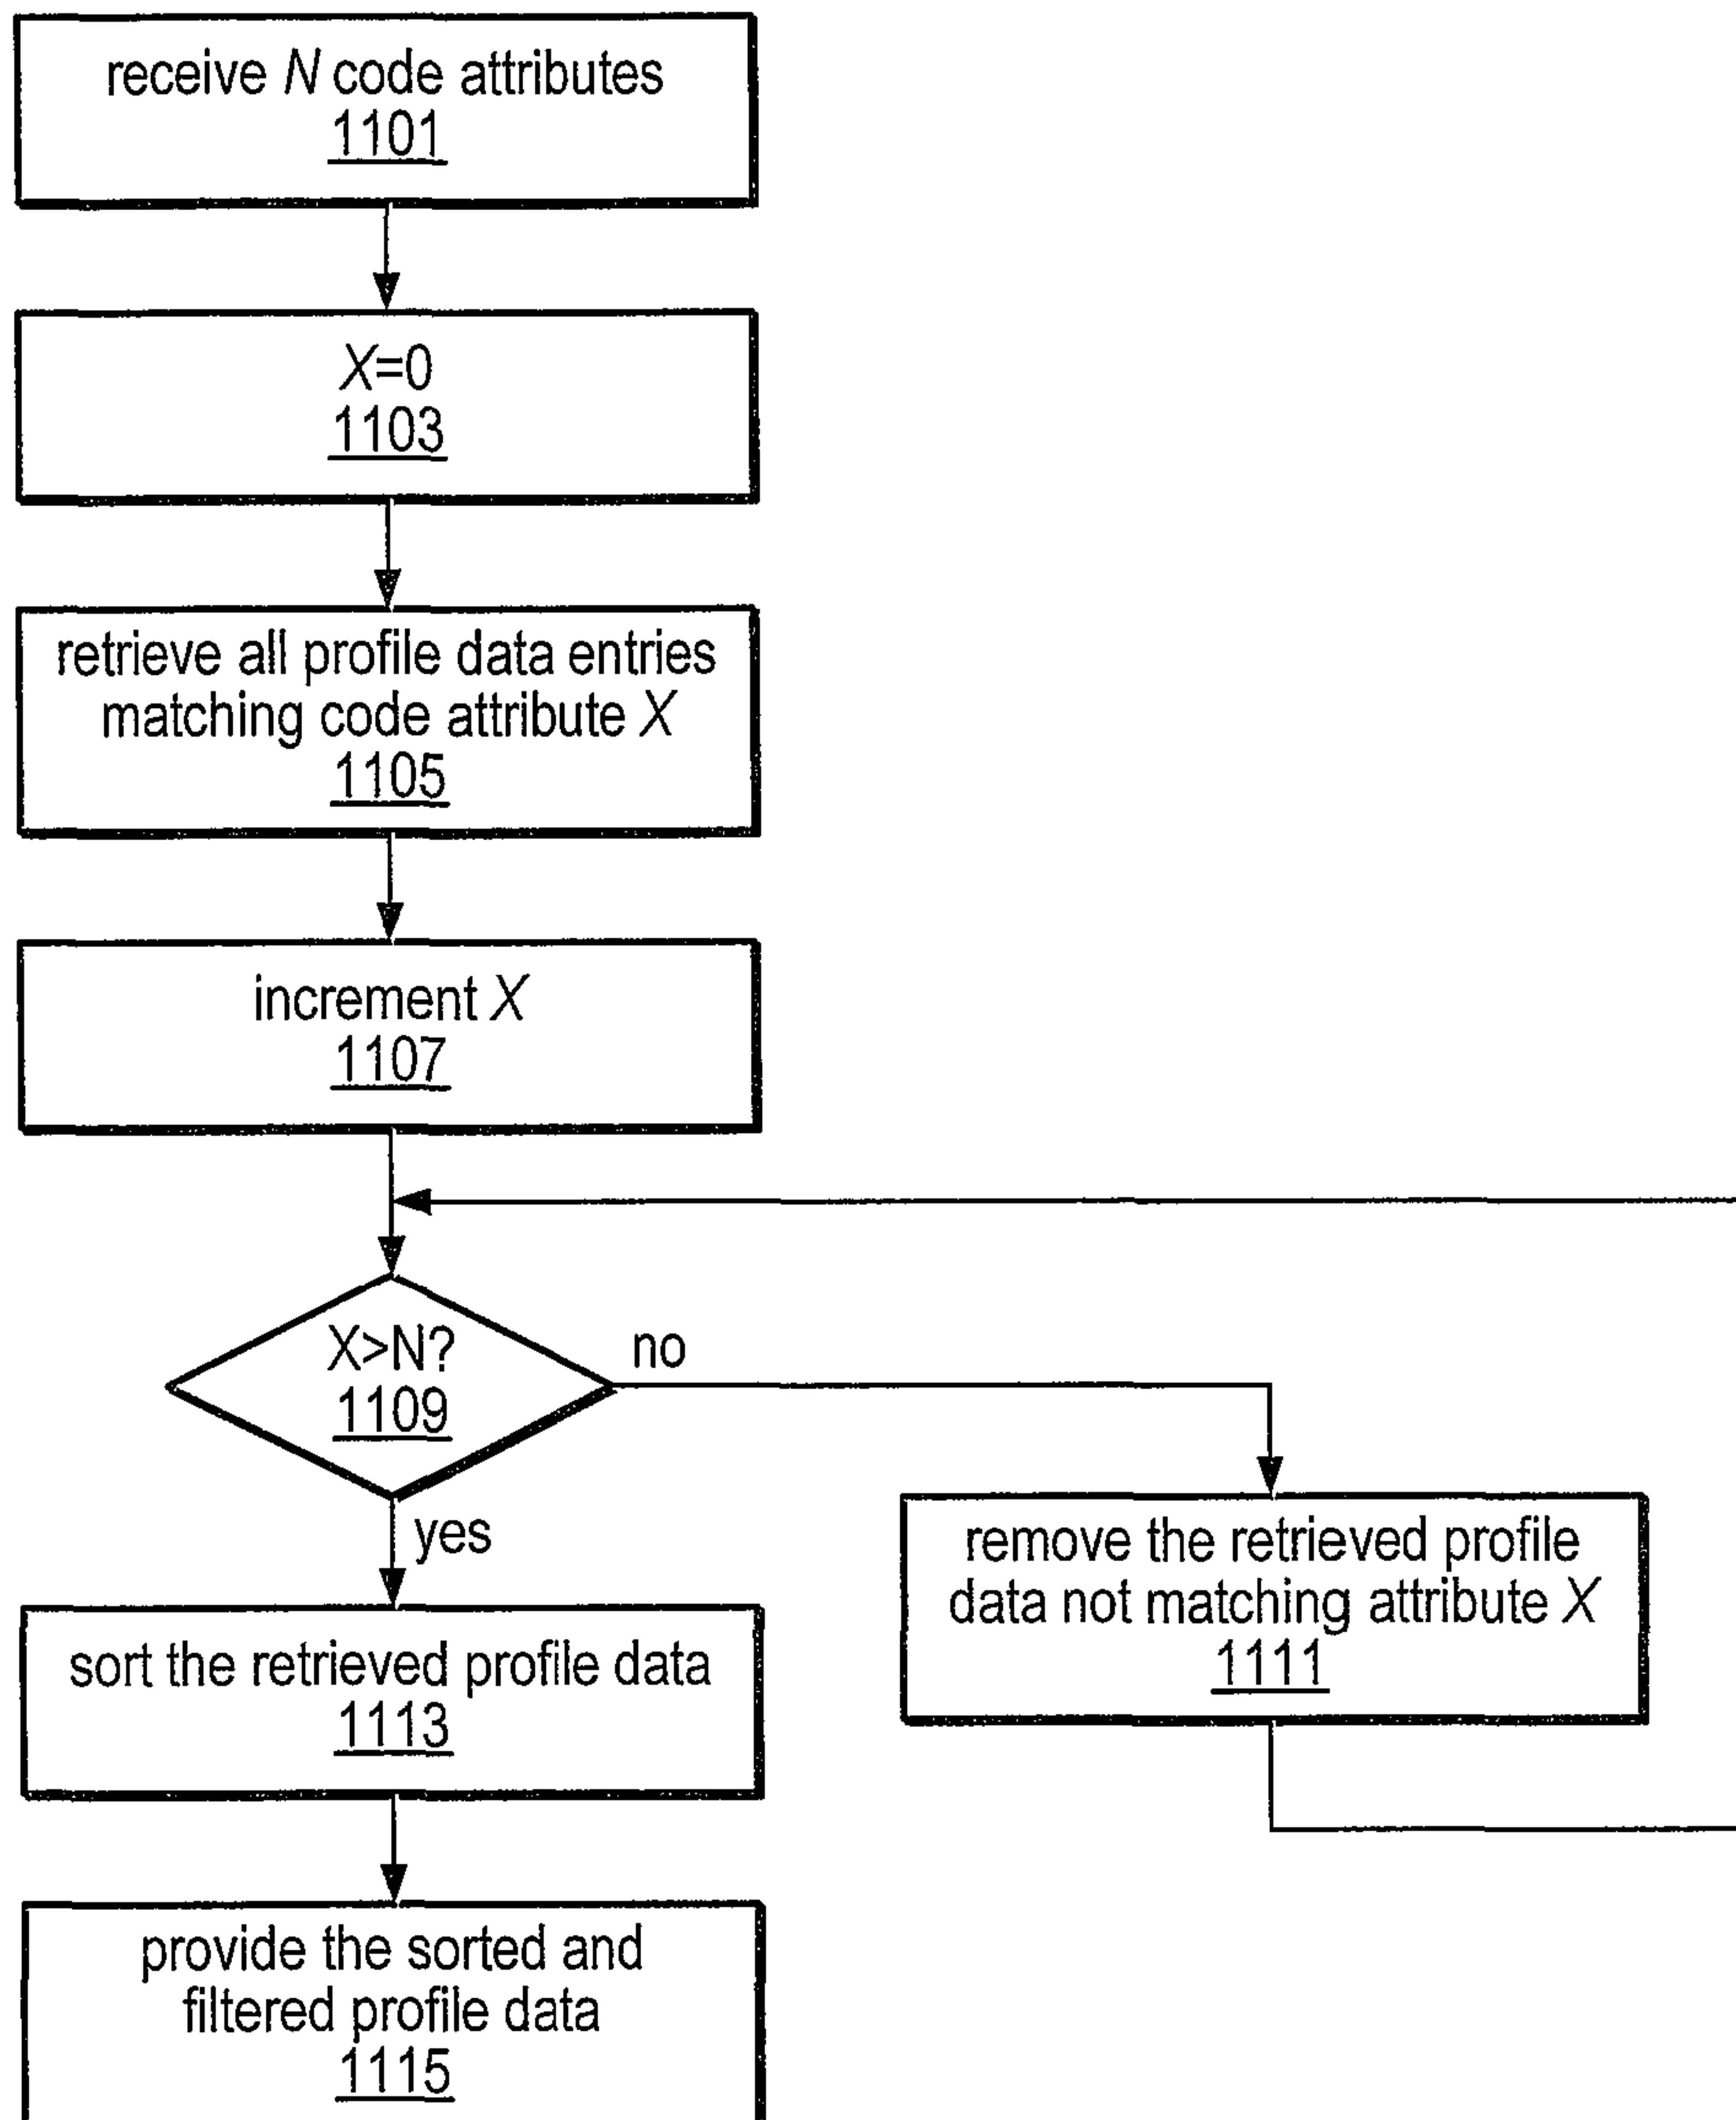 receive N code attributes
1101
X=0
1103
retrieve all profile data entries
matching code attribute X
1105
increment X
1107
X>N?
1109
no
yes
remove the retrieved profile
data not matching attribute X
1111
sort the retrieved profile data
1113
provide the sorted and
filtered profile data
1115